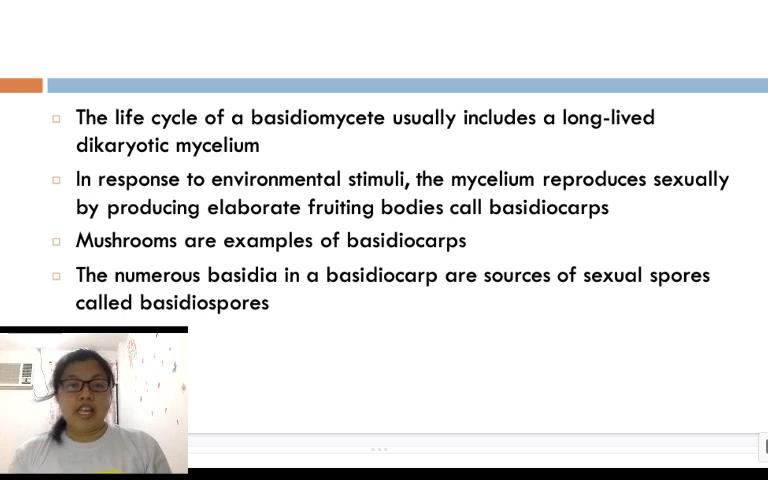 The life cycle of a basidiomycete usually includes a long-lived
dikaryotic mycelium
In response to environmental stimuli, the mycelium reproduces sexually
by producing elaborate fruiting bodies call basidiocarps
Mushrooms are examples of basidiocarps
The numerous basidia in a basidiocarp are sources of sexual spores
called basidiospores